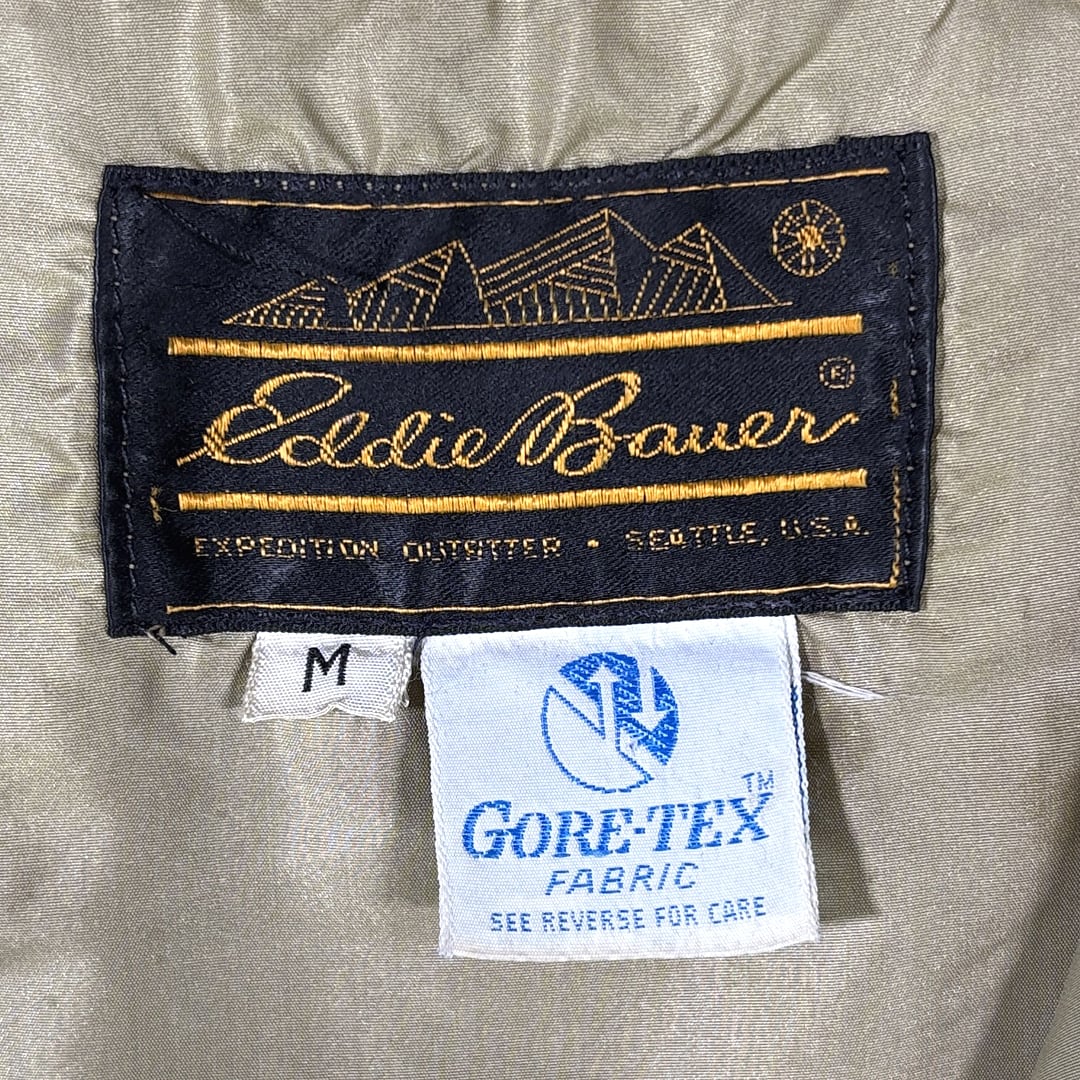 Eddie Bauer®
EXPEDITION OUTFITTER • SEATTLE, U.S.A.
M
GORE-TEX™
FABRIC
SEE REVERSE FOR CARE